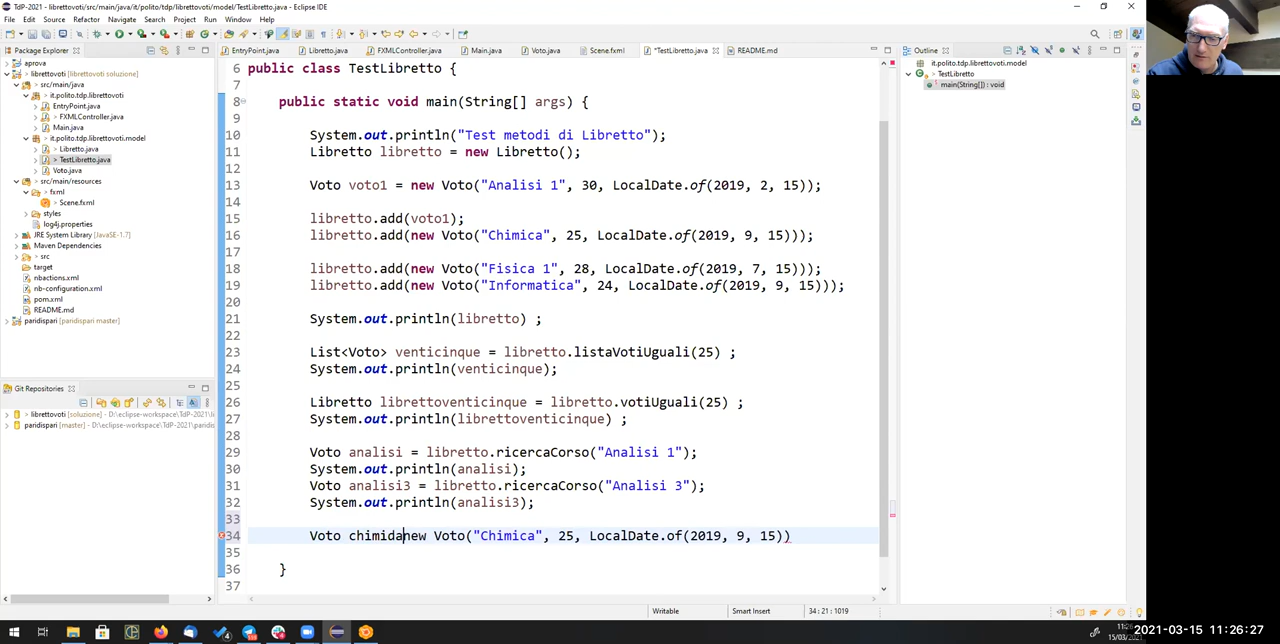 TdP-2021 - librettovoti/src/main/java/it/polito/tdp/librettovoti/model/TestLibretto.java - Eclipse IDE
File Edit Source Refactor Navigate Search Project Run Window Help
Package Explorer
EntryPoint.java Libretto.java FXMLController.java Main.java Voto.java Scene.fxml *TestLibretto.java README.md
Outline
aprova
librettovoti [librettovoti soluzione]
src/main/java
it.polito.tdp.librettovoti
EntryPoint.java
> FXMLController.java
Main.java
it.polito.tdp.librettovoti.model
> Libretto.java
> TestLibretto.java
Voto.java
src/main/resources
fxml
Scene.fxml
styles
log4j.properties
JRE System Library [JavaSE-1.7]
Maven Dependencies
src
target
nbactions.xml
nb-configuration.xml
pom.xml
README.md
paridispari [paridispari master]
Git Repositories
> librettovoti [soluzione] - D:\eclipse-workspace\TdP-2021\li
paridispari [master] - D:\eclipse-workspace\TdP-2021\parid
6 public class TestLibretto {
7
8 public static void main(String[] args) {
9
10 System.out.println("Test metodi di Libretto");
11 Libretto libretto = new Libretto();
12
13 Voto voto1 = new Voto("Analisi 1", 30, LocalDate.of(2019, 2, 15));
14
15 libretto.add(voto1);
16 libretto.add(new Voto("Chimica", 25, LocalDate.of(2019, 9, 15)));
17
18 libretto.add(new Voto("Fisica 1", 28, LocalDate.of(2019, 7, 15)));
19 libretto.add(new Voto("Informatica", 24, LocalDate.of(2019, 9, 15)));
20
21 System.out.println(libretto) ;
22
23 List<Voto> venticinque = libretto.listaVotiUguali(25) ;
24 System.out.println(venticinque);
25
26 Libretto librettoventicinque = libretto.votiUguali(25) ;
27 System.out.println(librettoventicinque) ;
28
29 Voto analisi = libretto.ricercaCorso("Analisi 1");
30 System.out.println(analisi);
31 Voto analisi3 = libretto.ricercaCorso("Analisi 3");
32 System.out.println(analisi3);
33
34 Voto chimidanew Voto("Chimica", 25, LocalDate.of(2019, 9, 15))
35
36 }
37
it.polito.tdp.librettovoti.model
TestLibretto
main(String[]) : void
Writable Smart Insert 34 : 21 : 1019
11:26
15/03/2021
2021-03-15 11:26:27